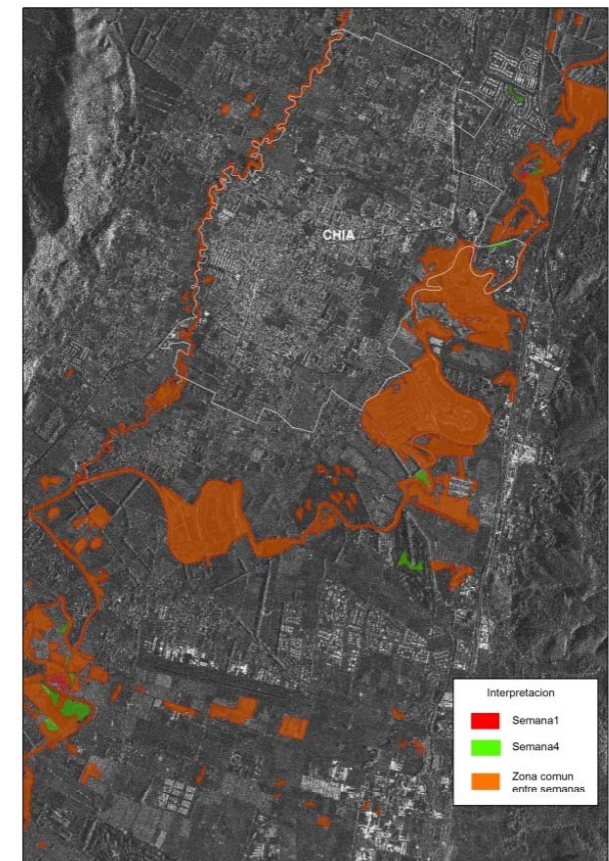 CHIA
Interpretacion
Semana1
Semana4
Zona comun
entre semanas